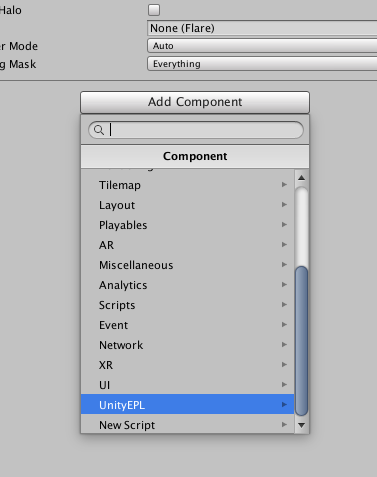 Halo
None (Flare)
r Mode
Auto
g Mask
Everything
Add Component
Component
Tilemap
Layout
Playables
AR
Miscellaneous
Analytics
Scripts
Event
Network
XR
UI
UnityEPL
New Script